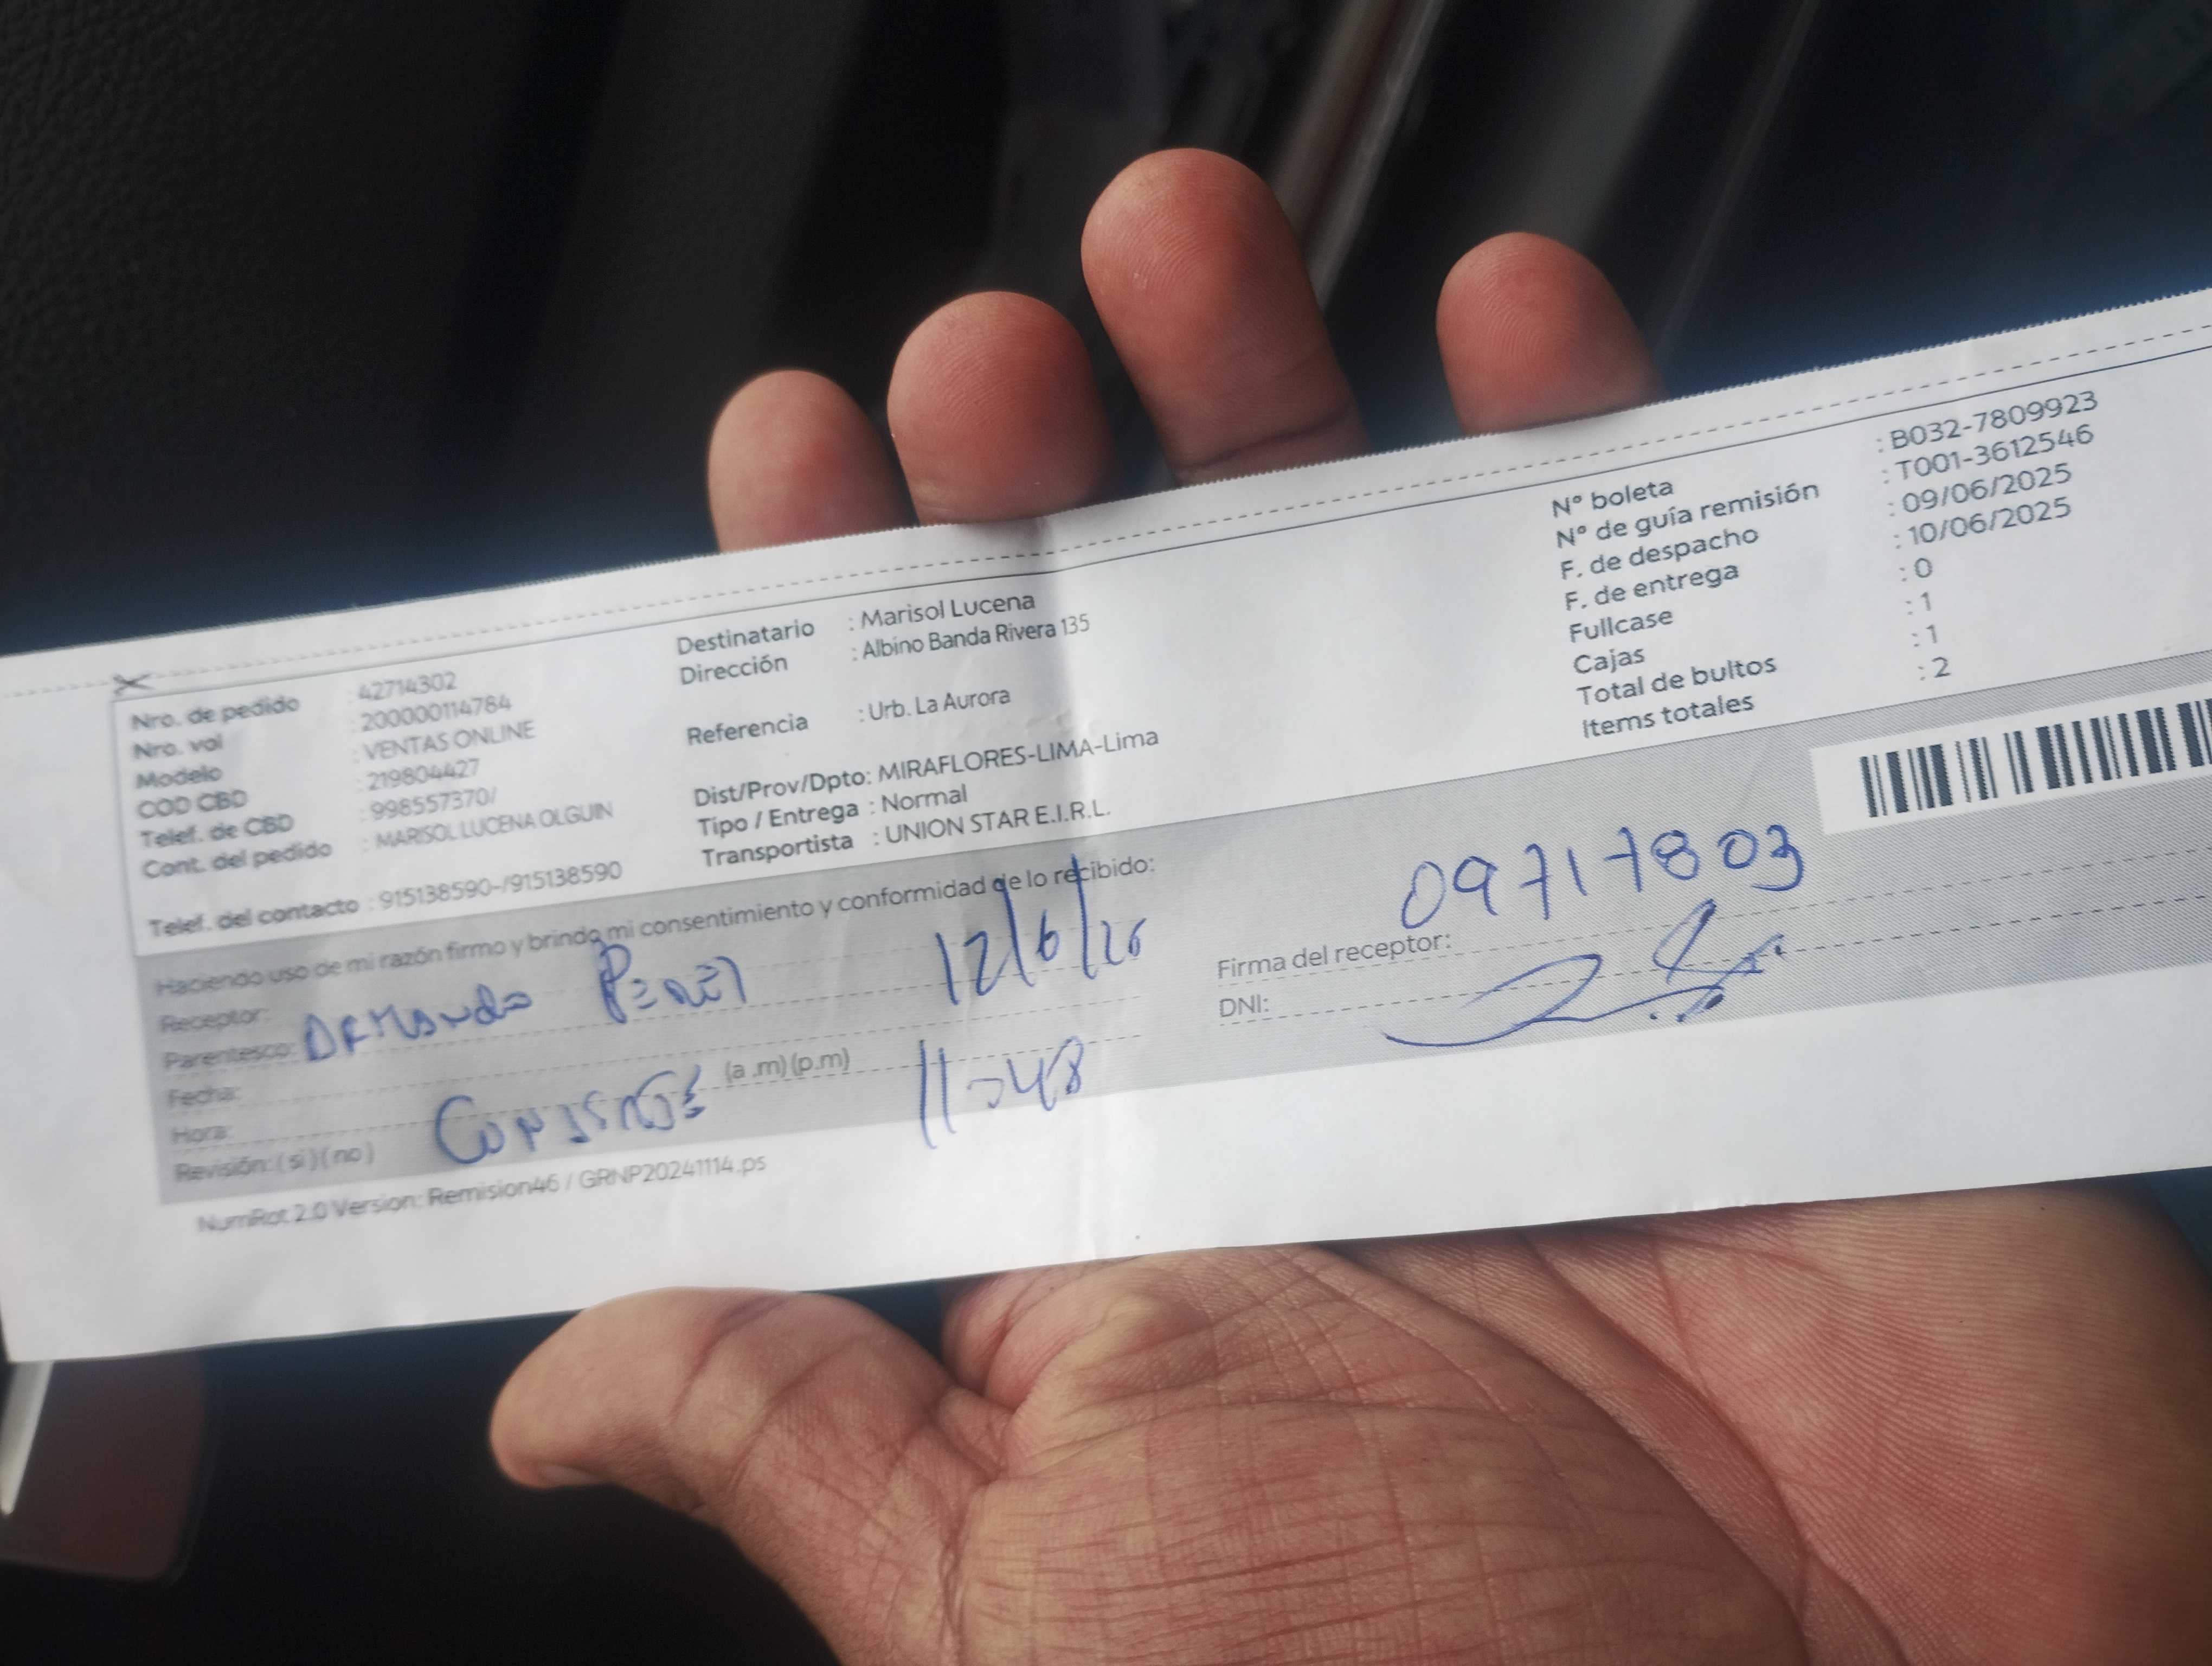 Nro. de pedido : 42714302
Nro. vol : 200000114784
Modelo : VENTAS ONLINE
COD CBD : 219804427
Telef. de CBD : 998557370/
Cont. del pedido : MARISOL LUCENA OLGUIN
Telef. del contacto : 915138590-/915138590
Destinatario : Marisol Lucena
Dirección : Albino Banda Rivera 135
Referencia : Urb. La Aurora
Dist/Prov/Dpto: MIRAFLORES-LIMA-Lima
Tipo / Entrega : Normal
Transportista : UNION STAR E.I.R.L.
N° boleta : B032-7809923
N° de guía remisión : T001-3612546
F. de despacho : 09/06/2025
F. de entrega : 10/06/2025
Fullcase : 0
Cajas : 1
Total de bultos : 1
Items totales : 2
Haciendo uso de mi razón firmo y brindo mi consentimiento y conformidad de lo recibido:
Receptor:
Parentesco: Armando 12/6/
Fecha:
Hora: (a .m) (p.m) 11:48
Revisión: ( si ) ( no )
09717803
Firma del receptor:
DNI:
NumRot 2.0 Version: Remision46 / GRNP20241114.ps